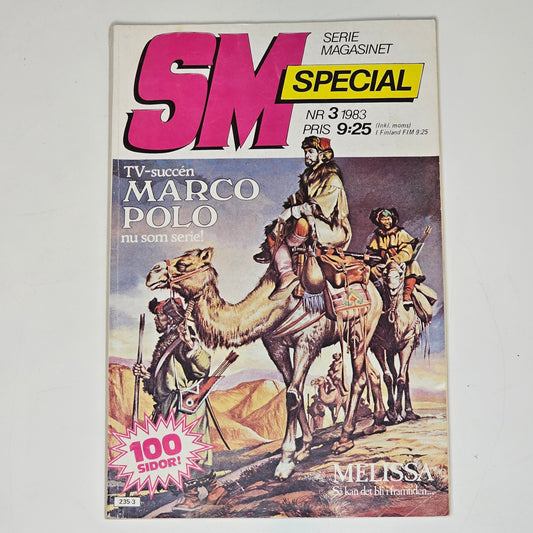 SM
SERIE
MAGASINET
SPECIAL
NR 3 1983
PRIS 9:25 (Inkl. moms)
I Finland FIM 9:25
TV-succén
MARCO
POLO
nu som serie!
100
SIDOR!
MELISSA
Så kan det bli i framtiden...
235 3